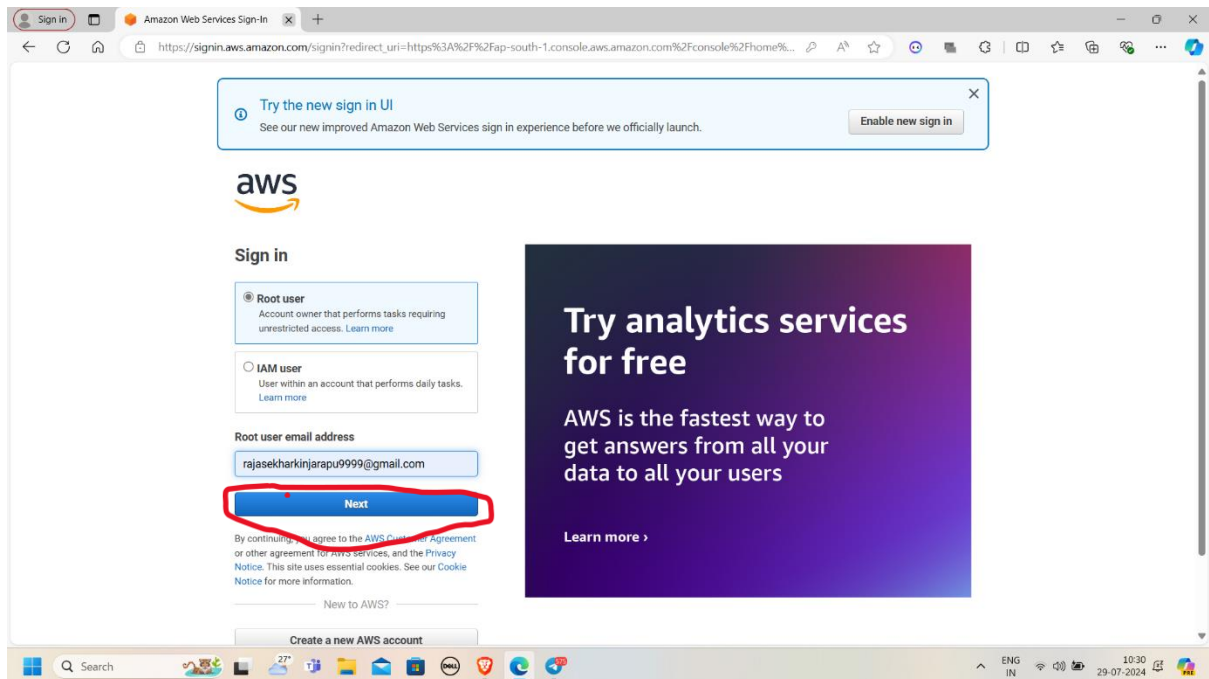 Sign in
Amazon Web Services Sign-In
https://signin.aws.amazon.com/signin?redirect_uri=https%3A%2F%2Fap-south-1.console.aws.amazon.com%2Fconsole%2Fhome%...
Try the new sign in UI
See our new improved Amazon Web Services sign in experience before we officially launch.
Enable new sign in
aws
Sign in
Root user
Account owner that performs tasks requiring
unrestricted access. Learn more
IAM user
User within an account that performs daily tasks.
Learn more
Root user email address
rajasekharkinjarapu9999@gmail.com
Next
By continuing, you agree to the AWS Customer Agreement
or other agreement for AWS services, and the Privacy
Notice. This site uses essential cookies. See our Cookie
Notice for more information.
New to AWS?
Create a new AWS account
Try analytics services
for free
AWS is the fastest way to
get answers from all your
data to all your users
Learn more ›
Search
27°
DELL
99+
ENG
IN
10:30
29-07-2024
PRE